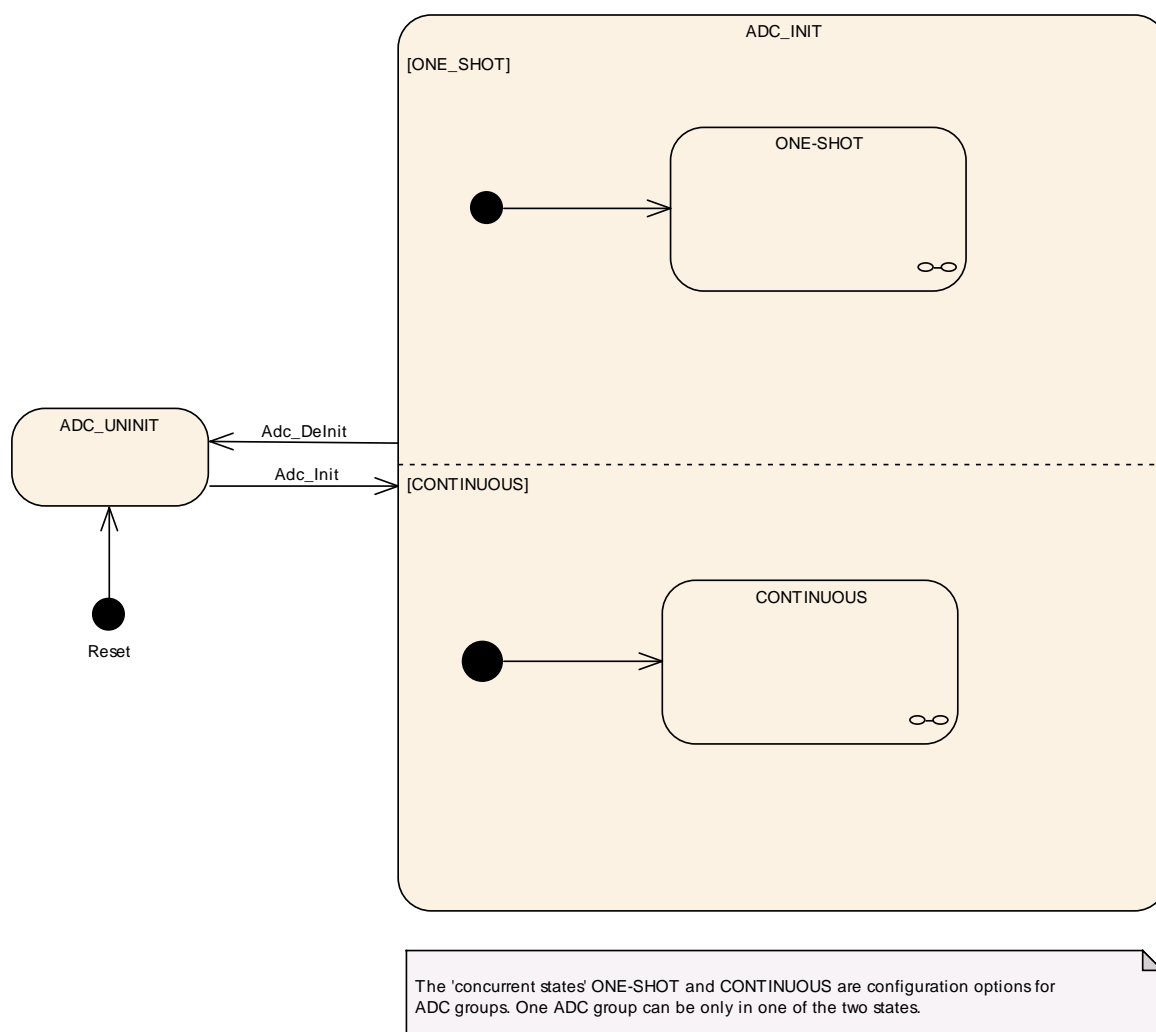 ADC_INIT
[ONE_SHOT]
ONE-SHOT
ADC_UNINIT
Adc_DeInit
Adc_Init
[CONTINUOUS]
CONTINUOUS
Reset
The 'concurrent states' ONE-SHOT and CONTINUOUS are configuration options for
ADC groups. One ADC group can be only in one of the two states.